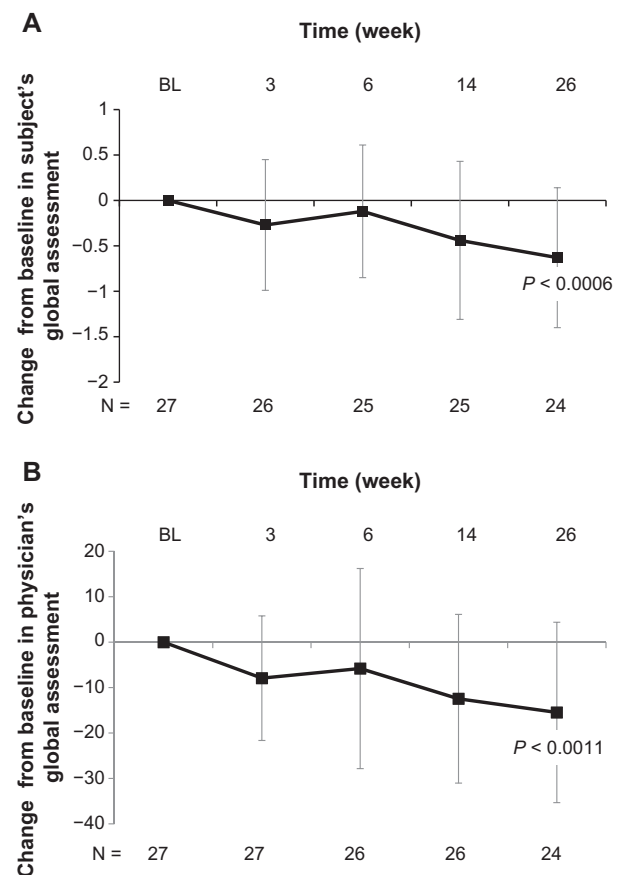 A
Time (week)
BL 3 6 14 26
Change from baseline in subject's
global assessment
1
0.5
0
−0.5
−1
−1.5
−2
P < 0.0006
N = 27 26 25 25 24
B
Time (week)
BL 3 6 14 26
Change from baseline in physician's
global assessment
20
10
0
−10
−20
−30
−40
P < 0.0011
N = 27 27 26 26 24